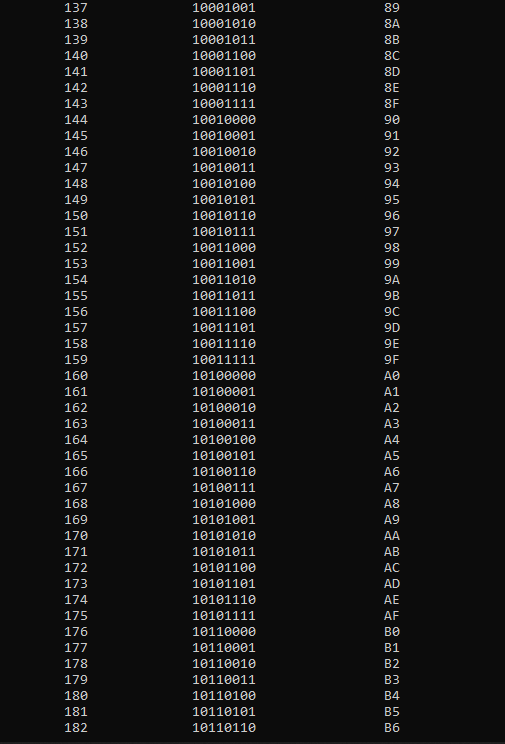 137 10001001 89
138 10001010 8A
139 10001011 8B
140 10001100 8C
141 10001101 8D
142 10001110 8E
143 10001111 8F
144 10010000 90
145 10010001 91
146 10010010 92
147 10010011 93
148 10010100 94
149 10010101 95
150 10010110 96
151 10010111 97
152 10011000 98
153 10011001 99
154 10011010 9A
155 10011011 9B
156 10011100 9C
157 10011101 9D
158 10011110 9E
159 10011111 9F
160 10100000 A0
161 10100001 A1
162 10100010 A2
163 10100011 A3
164 10100100 A4
165 10100101 A5
166 10100110 A6
167 10100111 A7
168 10101000 A8
169 10101001 A9
170 10101010 AA
171 10101011 AB
172 10101100 AC
173 10101101 AD
174 10101110 AE
175 10101111 AF
176 10110000 B0
177 10110001 B1
178 10110010 B2
179 10110011 B3
180 10110100 B4
181 10110101 B5
182 10110110 B6